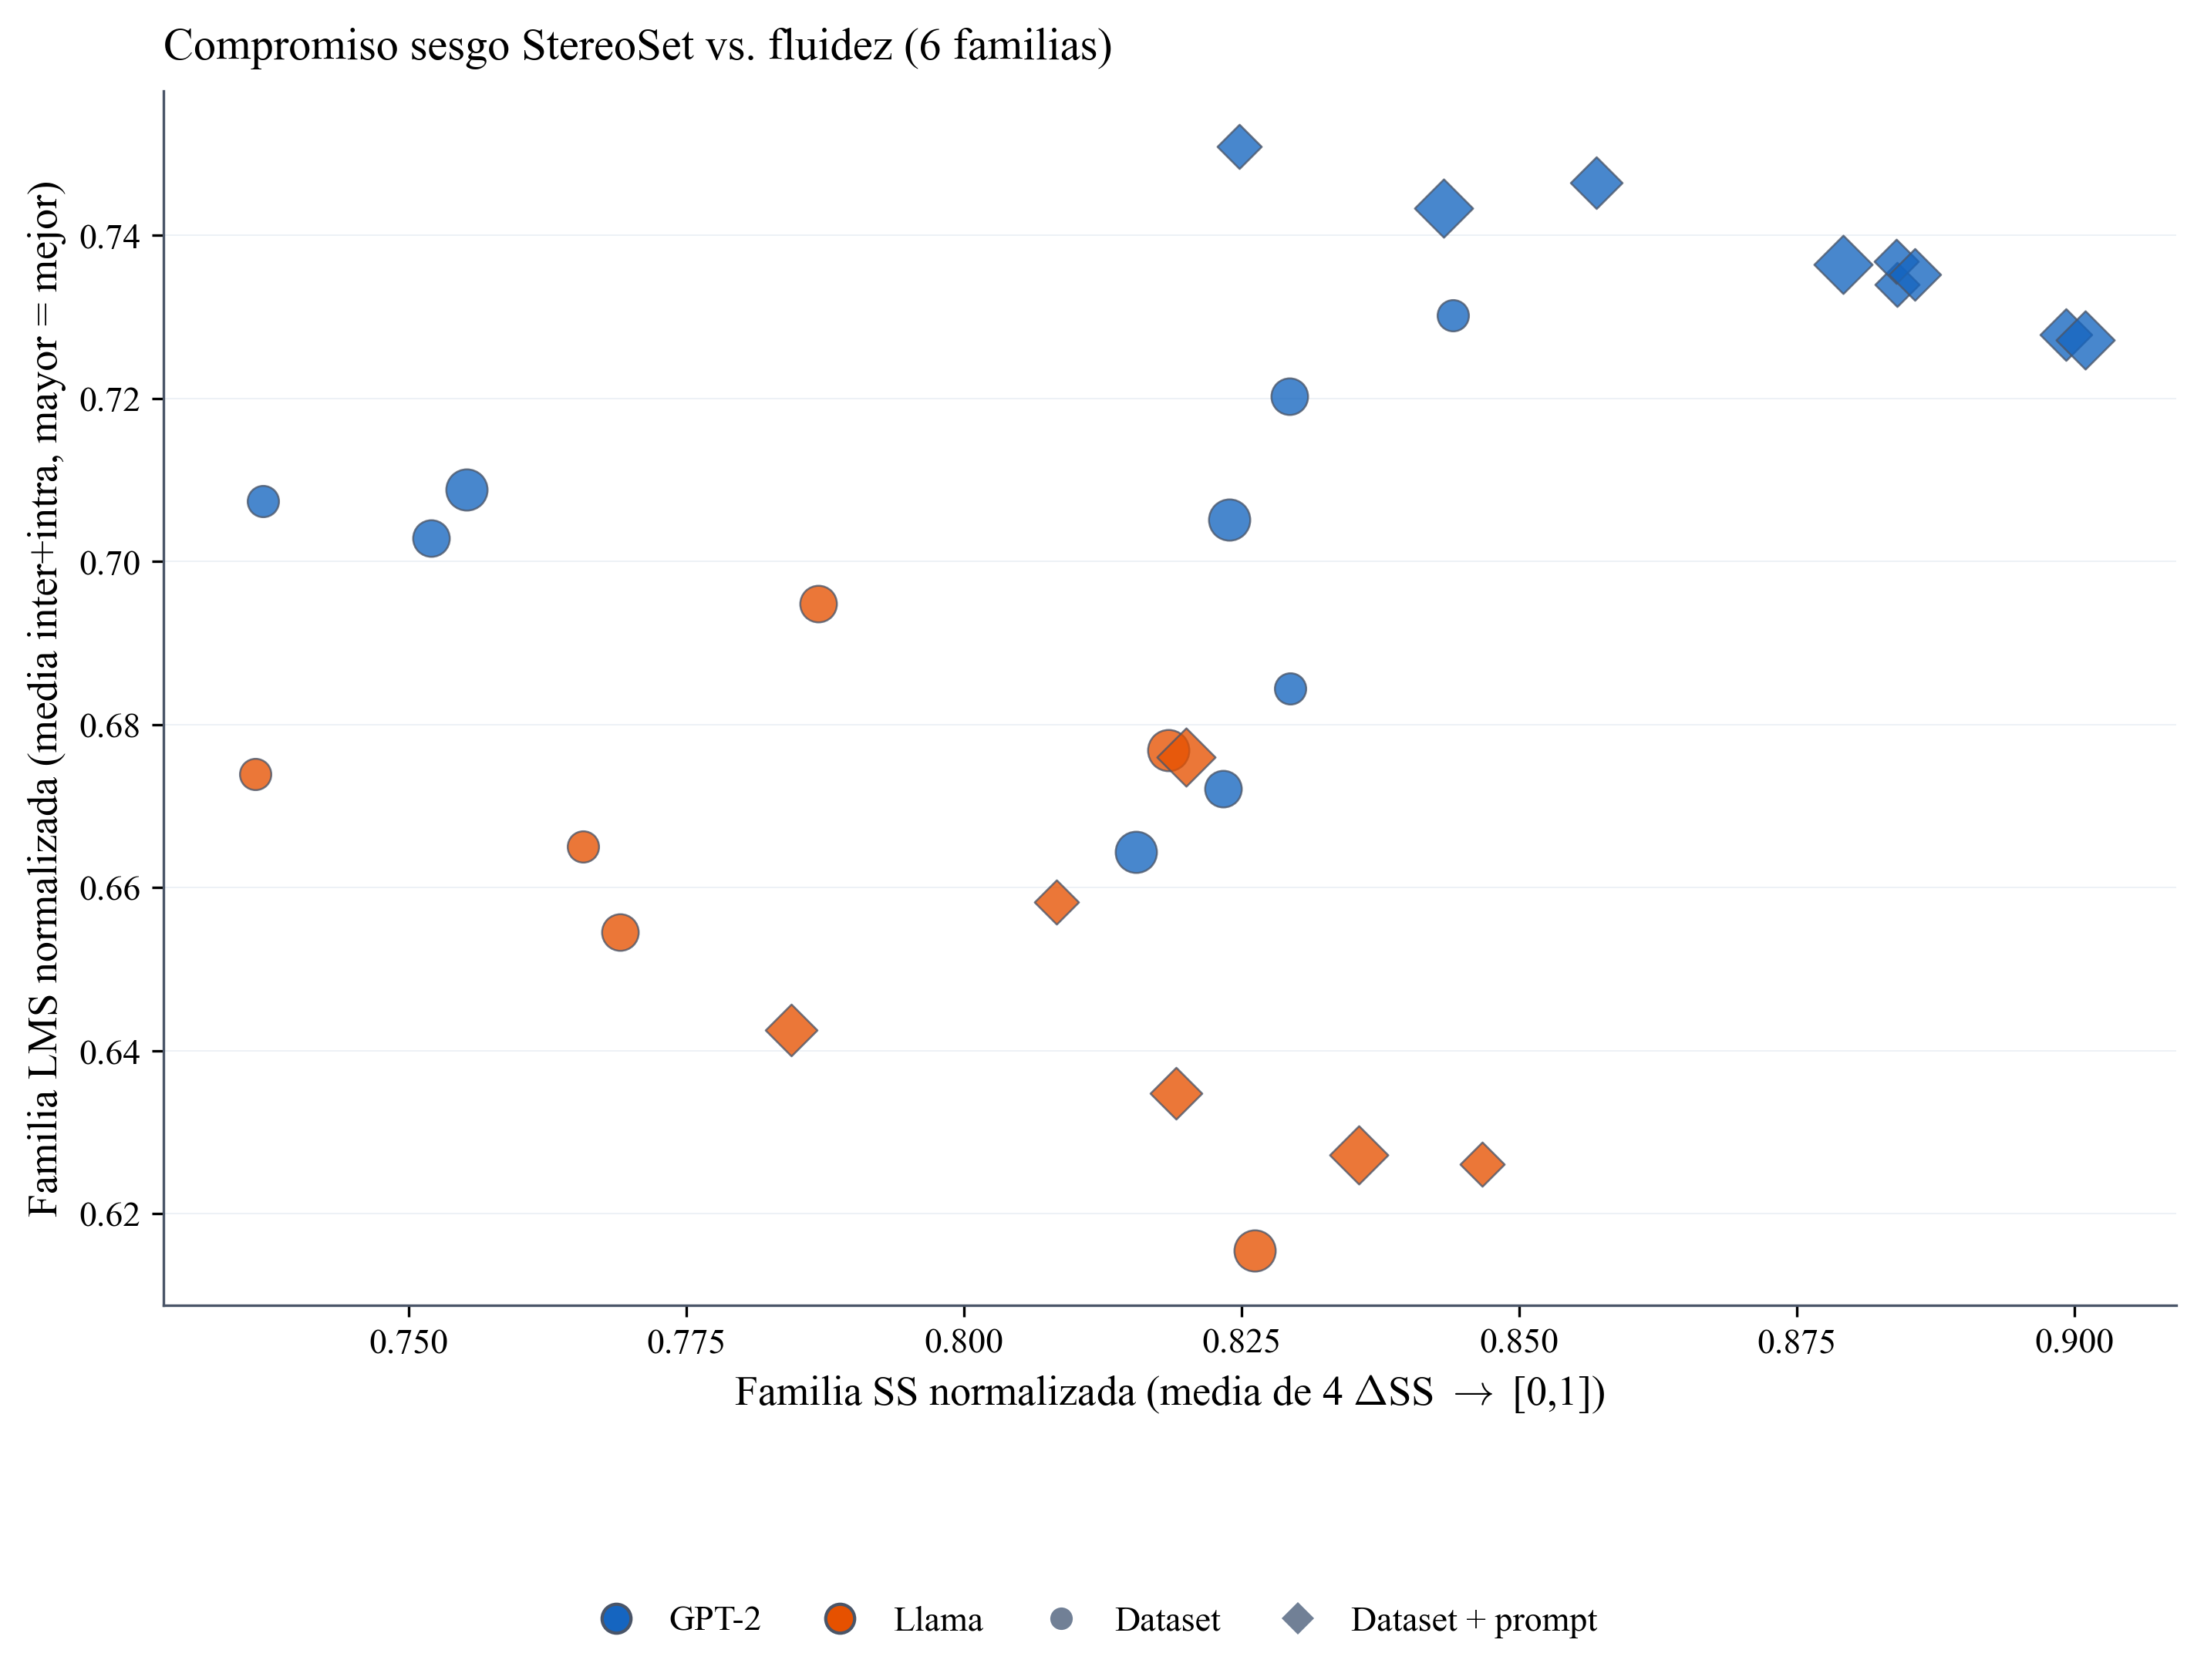 Compromiso sesgo StereoSet vs. fluidez (6 familias)
Familia LMS normalizada (media inter+intra, mayor = mejor)
0.74
0.72
0.70
0.68
0.66
0.64
0.62
0.750 0.775 0.800 0.825 0.850 0.875 0.900
Familia SS normalizada (media de 4 ΔSS → [0,1])
GPT-2 Llama Dataset Dataset + prompt